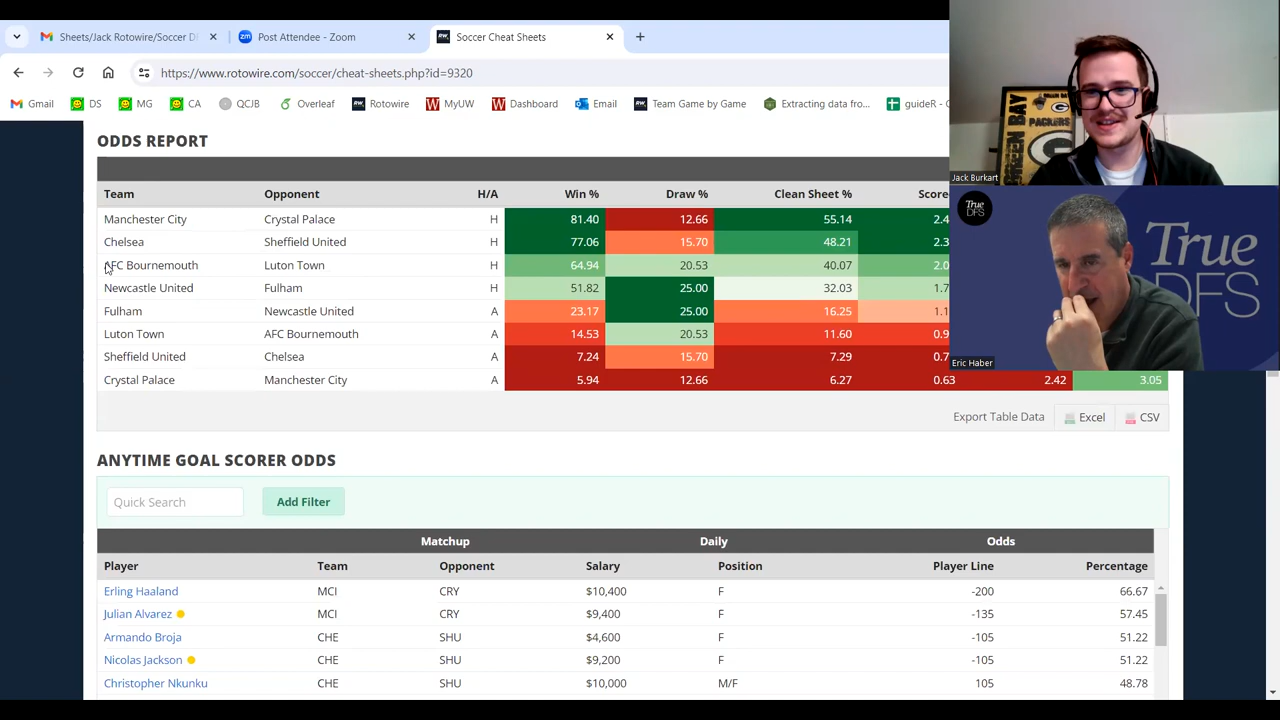 Sheets/Jack Rotowire/Soccer D
Post Attendee - Zoom
Soccer Cheat Sheets
https://www.rotowire.com/soccer/cheat-sheets.php?id=9320
Gmail DS MG CA QCJB Overleaf Rotowire MyUW Dashboard Email Team Game by Game Extracting data from... guideR - G
ODDS REPORT
Team Opponent H/A Win % Draw % Clean Sheet % Score
Manchester City Crystal Palace H 81.40 12.66 55.14 2.4
Chelsea Sheffield United H 77.06 15.70 48.21 2.3
AFC Bournemouth Luton Town H 64.94 20.53 40.07 2.0
Newcastle United Fulham H 51.82 25.00 32.03 1.7
Fulham Newcastle United A 23.17 25.00 16.25 1.1
Luton Town AFC Bournemouth A 14.53 20.53 11.60 0.9
Sheffield United Chelsea A 7.24 15.70 7.29 0.7
Crystal Palace Manchester City A 5.94 12.66 6.27 0.63 2.42 3.05
Export Table Data Excel CSV
ANYTIME GOAL SCORER ODDS
Quick Search Add Filter
Matchup Daily Odds
Player Team Opponent Salary Position Player Line Percentage
Erling Haaland MCI CRY $10,400 F -200 66.67
Julian Alvarez MCI CRY $9,400 F -135 57.45
Armando Broja CHE SHU $4,600 F -105 51.22
Nicolas Jackson CHE SHU $9,200 F -105 51.22
Christopher Nkunku CHE SHU $10,000 M/F 105 48.78
PACKERS
Jack Burkart
True
DFS
True
DFS
Eric Haber